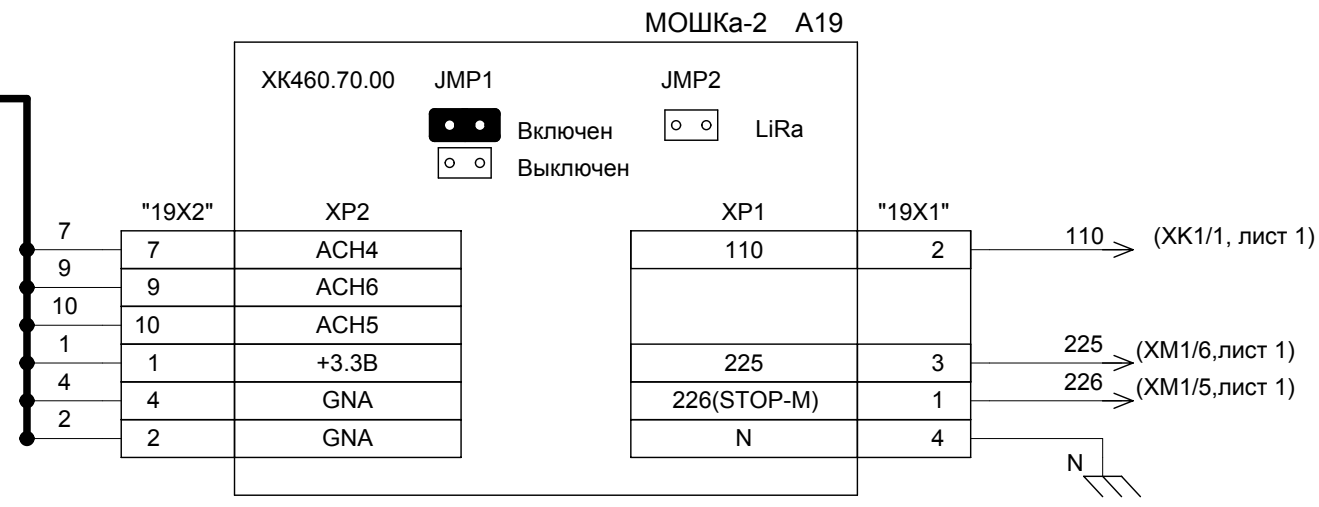 МОШКа-2 А19
ХК460.70.00 JMP1 JMP2
Включен LiRa
Выключен
"19X2" XP2 XP1 "19X1"
7 7 ACH4 110 2 110 (XK1/1, лист 1)
9 9 ACH6
10 10 ACH5
1 1 +3.3В 225 3 225 (XM1/6,лист 1)
4 4 GNA 226(STOP-M) 1 226 (XM1/5,лист 1)
2 2 GNA N 4
N